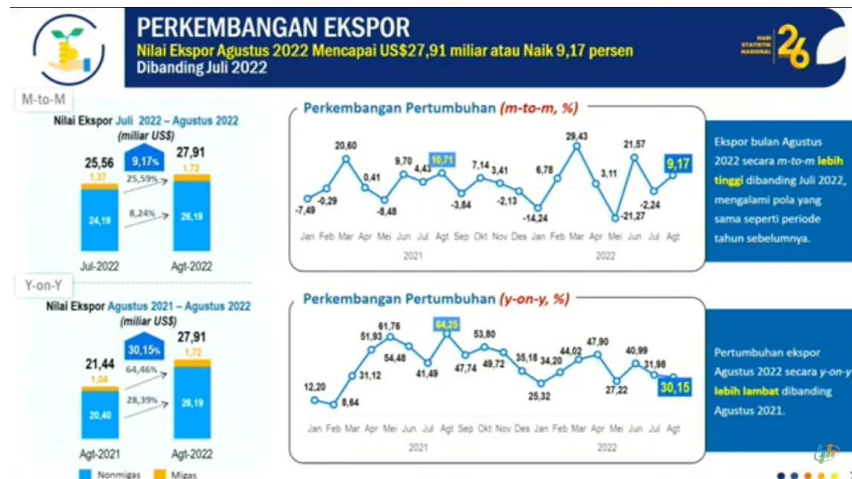 PERKEMBANGAN EKSPOR
Nilai Ekspor Agustus 2022 Mencapai US$27,91 miliar atau Naik 9,17 persen
Dibanding Juli 2022
HARI
STATISTIK
NASIONAL
26
M-to-M
Nilai Ekspor Juli 2022 – Agustus 2022
(miliar US$)
25,56
9,17%
27,91
1,37
25,59%
1,72
24,19
8,24%
26,19
Jul-2022
Agt-2022
Perkembangan Pertumbuhan (m-to-m, %)
-7,49
-0,29
20,60
0,41
-8,48
9,70
4,43
10,71
-3,84
7,14
3,41
-2,13
-14,24
6,78
29,43
3,11
-21,27
21,57
-2,24
9,17
Jan Feb Mar Apr Mei Jun Jul Agt Sep Okt Nov Des Jan Feb Mar Apr Mei Jun Jul Agt
2021
2022
Ekspor bulan Agustus
2022 secara m-to-m lebih
tinggi dibanding Juli 2022,
mengalami pola yang
sama seperti periode
tahun sebelumnya.
Y-on-Y
Nilai Ekspor Agustus 2021 – Agustus 2022
(miliar US$)
21,44
30,15%
27,91
1,04
64,46%
1,72
20,40
28,39%
26,19
Agt-2021
Agt-2022
Nonmigas
Migas
Perkembangan Pertumbuhan (y-on-y, %)
12,20
8,64
31,12
51,93
61,76
54,48
41,49
64,25
47,74
53,80
49,72
35,18
25,32
34,20
44,02
47,90
27,22
40,99
31,98
30,15
Jan Feb Mar Apr Mei Jun Jul Agt Sep Okt Nov Des Jan Feb Mar Apr Mei Jun Jul Agt
2021
2022
Pertumbuhan ekspor
Agustus 2022 secara y-on-y
lebih lambat dibanding
Agustus 2021.